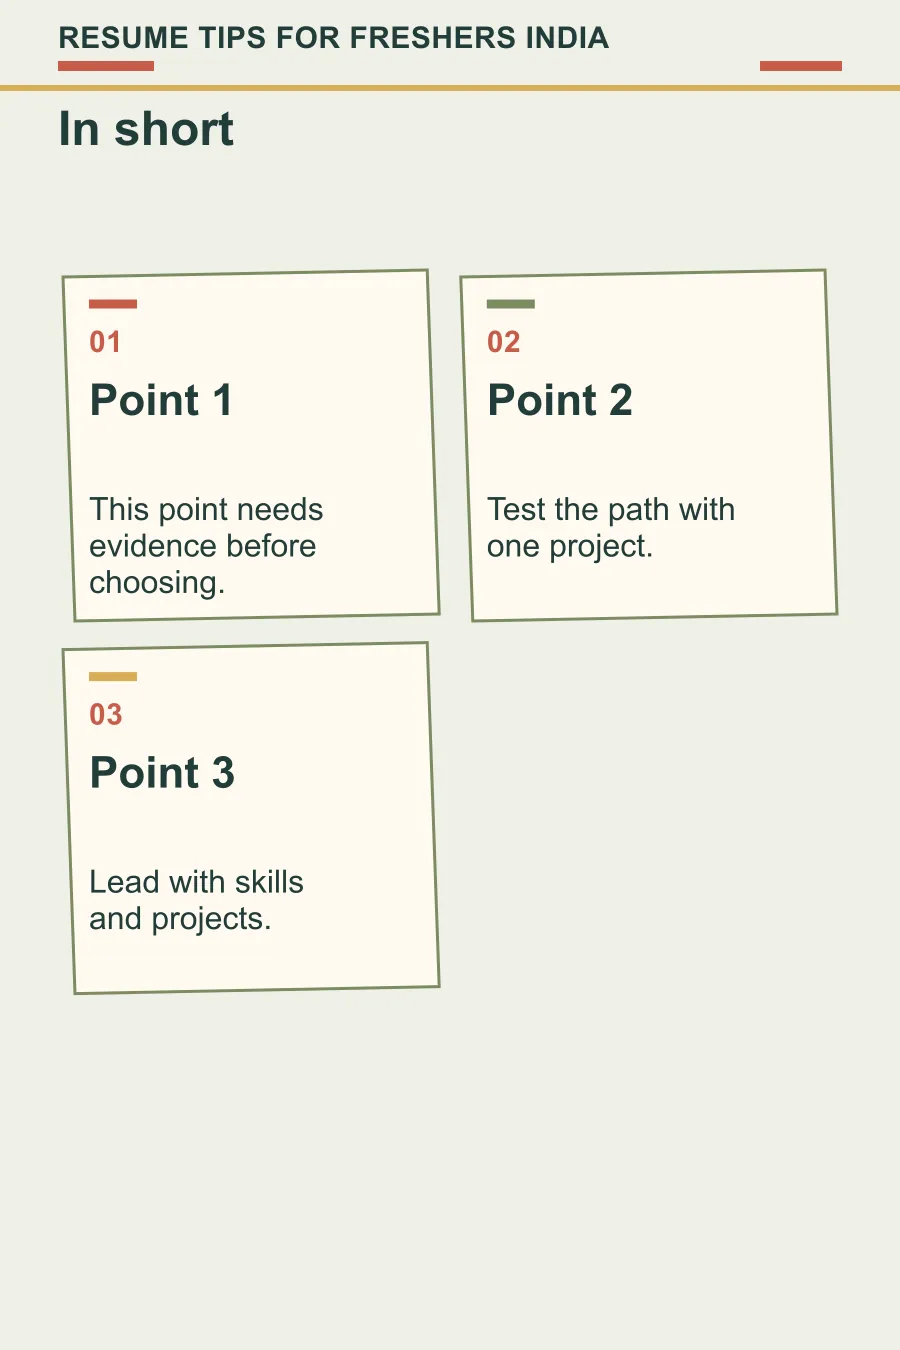 RESUME TIPS FOR FRESHERS INDIA
In short
01
Point 1
This point needs
evidence before
choosing.
02
Point 2
Test the path with
one project.
03
Point 3
Lead with skills
and projects.